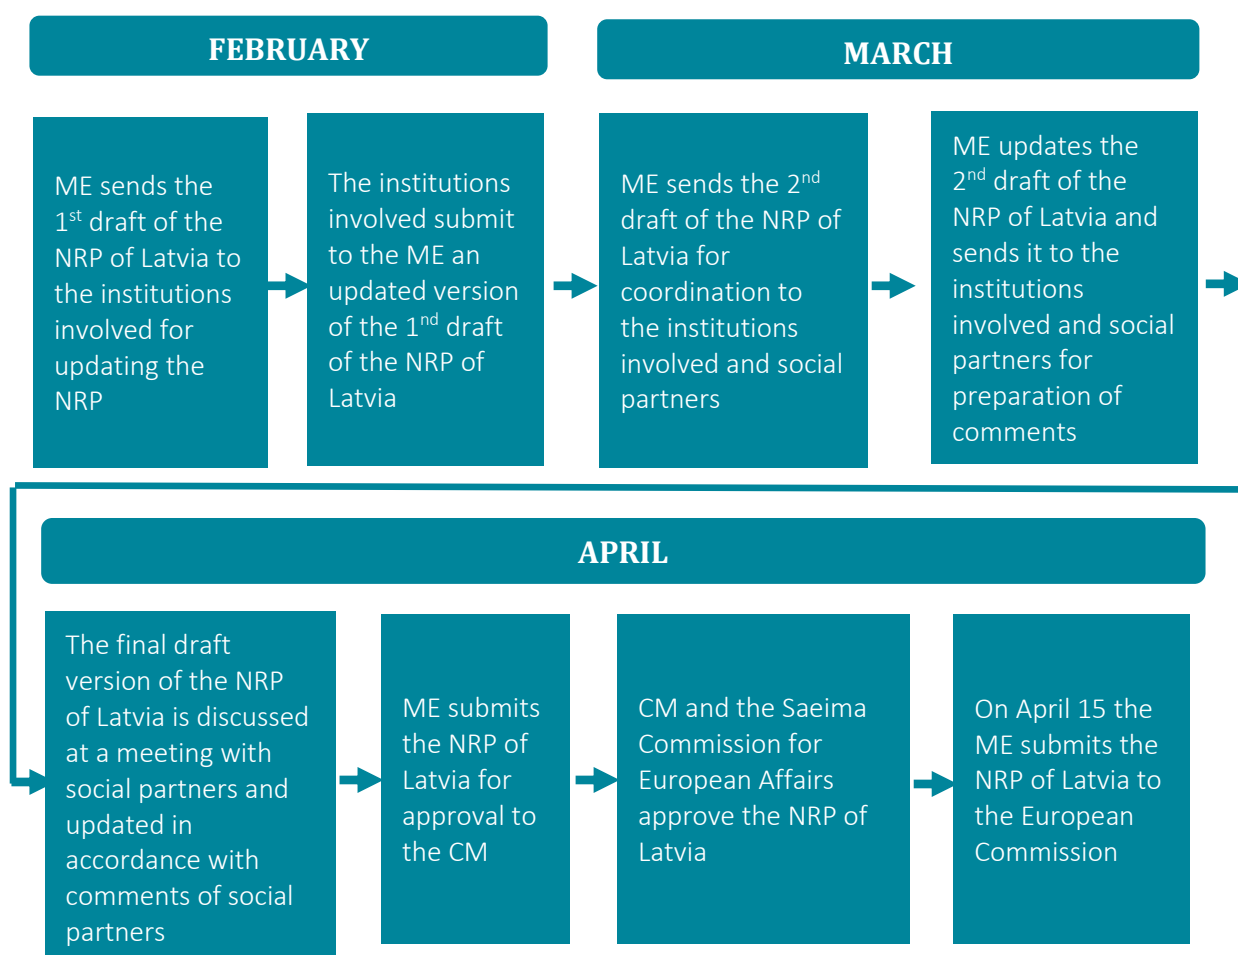 FEBRUARY
MARCH
ME sends the
1st draft of the
NRP of Latvia to
the institutions
involved for
updating the
NRP
The institutions
involved submit
to the ME an
updated version
of the 1nd draft
of the NRP of
Latvia
ME sends the 2nd
draft of the NRP of
Latvia for
coordination to
the institutions
involved and social
partners
ME updates the
2nd draft of the
NRP of Latvia and
sends it to the
institutions
involved and social
partners for
preparation of
comments
APRIL
The final draft
version of the NRP
of Latvia is discussed
at a meeting with
social partners and
updated in
accordance with
comments of social
partners
ME submits
the NRP of
Latvia for
approval to
the CM
CM and the Saeima
Commission for
European Affairs
approve the NRP of
Latvia
On April 15 the
ME submits the
NRP of Latvia to
the European
Commission